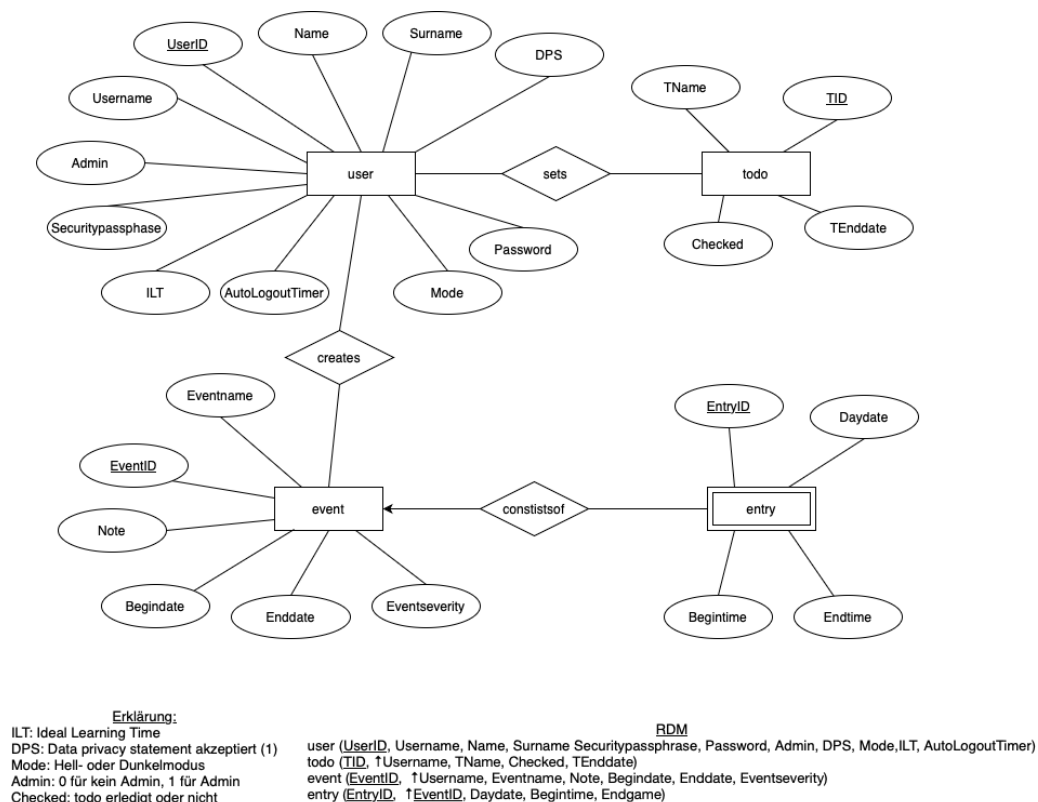 Name
Surname
UserID
DPS
TName
TID
Username
Admin
user
sets
todo
Securitypassphase
Checked
TEnddate
Password
ILT
AutoLogoutTimer
Mode
creates
Eventname
EntryID
Daydate
EventID
event
constistsof
entry
Note
Begindate
Enddate
Eventseverity
Begintime
Endtime
Erklärung:
ILT: Ideal Learning Time
DPS: Data privacy statement akzeptiert (1)
Mode: Hell- oder Dunkelmodus
Admin: 0 für kein Admin, 1 für Admin
Checked: todo erledigt oder nicht
RDM
user (UserID, Username, Name, Surname Securitypassphrase, Password, Admin, DPS, Mode,ILT, AutoLogoutTimer)
todo (TID, ↑Username, TName, Checked, TEnddate)
event (EventID, ↑Username, Eventname, Note, Begindate, Enddate, Eventseverity)
entry (EntryID, ↑EventID, Daydate, Begintime, Endgame)